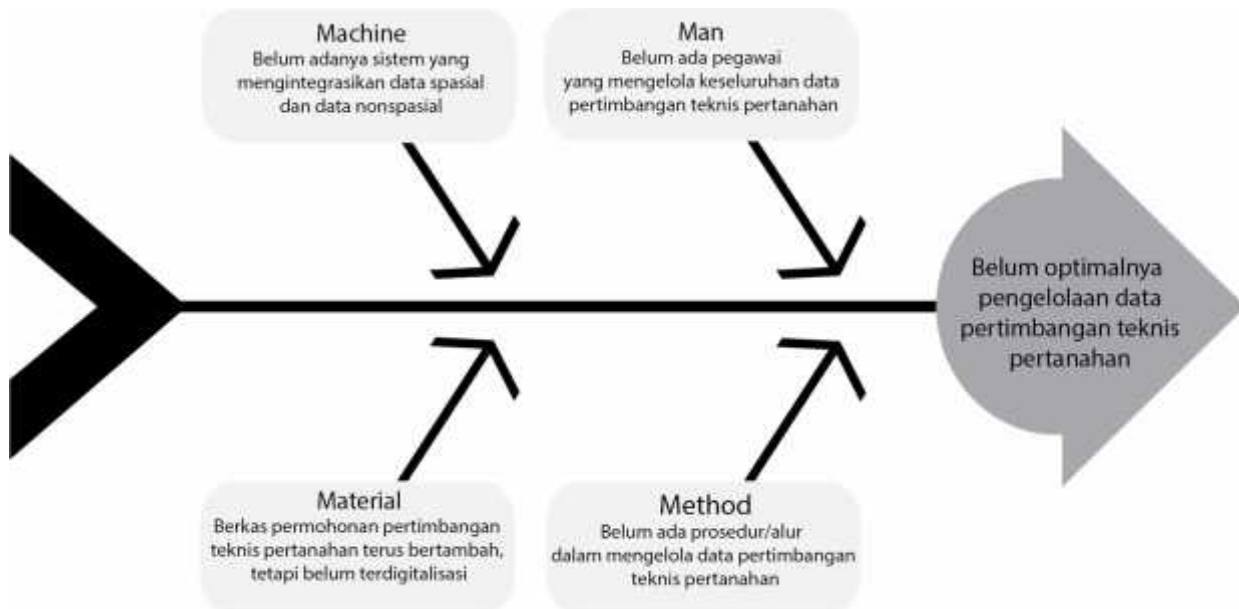 Machine
Belum adanya sistem yang
mengintegrasikan data spasial
dan data nonspasial
Man
Belum ada pegawai
yang mengelola keseluruhan data
pertimbangan teknis pertanahan
Belum optimalnya
pengelolaan data
pertimbangan teknis
pertanahan
Material
Berkas permohonan pertimbangan
teknis pertanahan terus bertambah,
tetapi belum terdigitalisasi
Method
Belum ada prosedur/alur
dalam mengelola data pertimbangan
teknis pertanahan